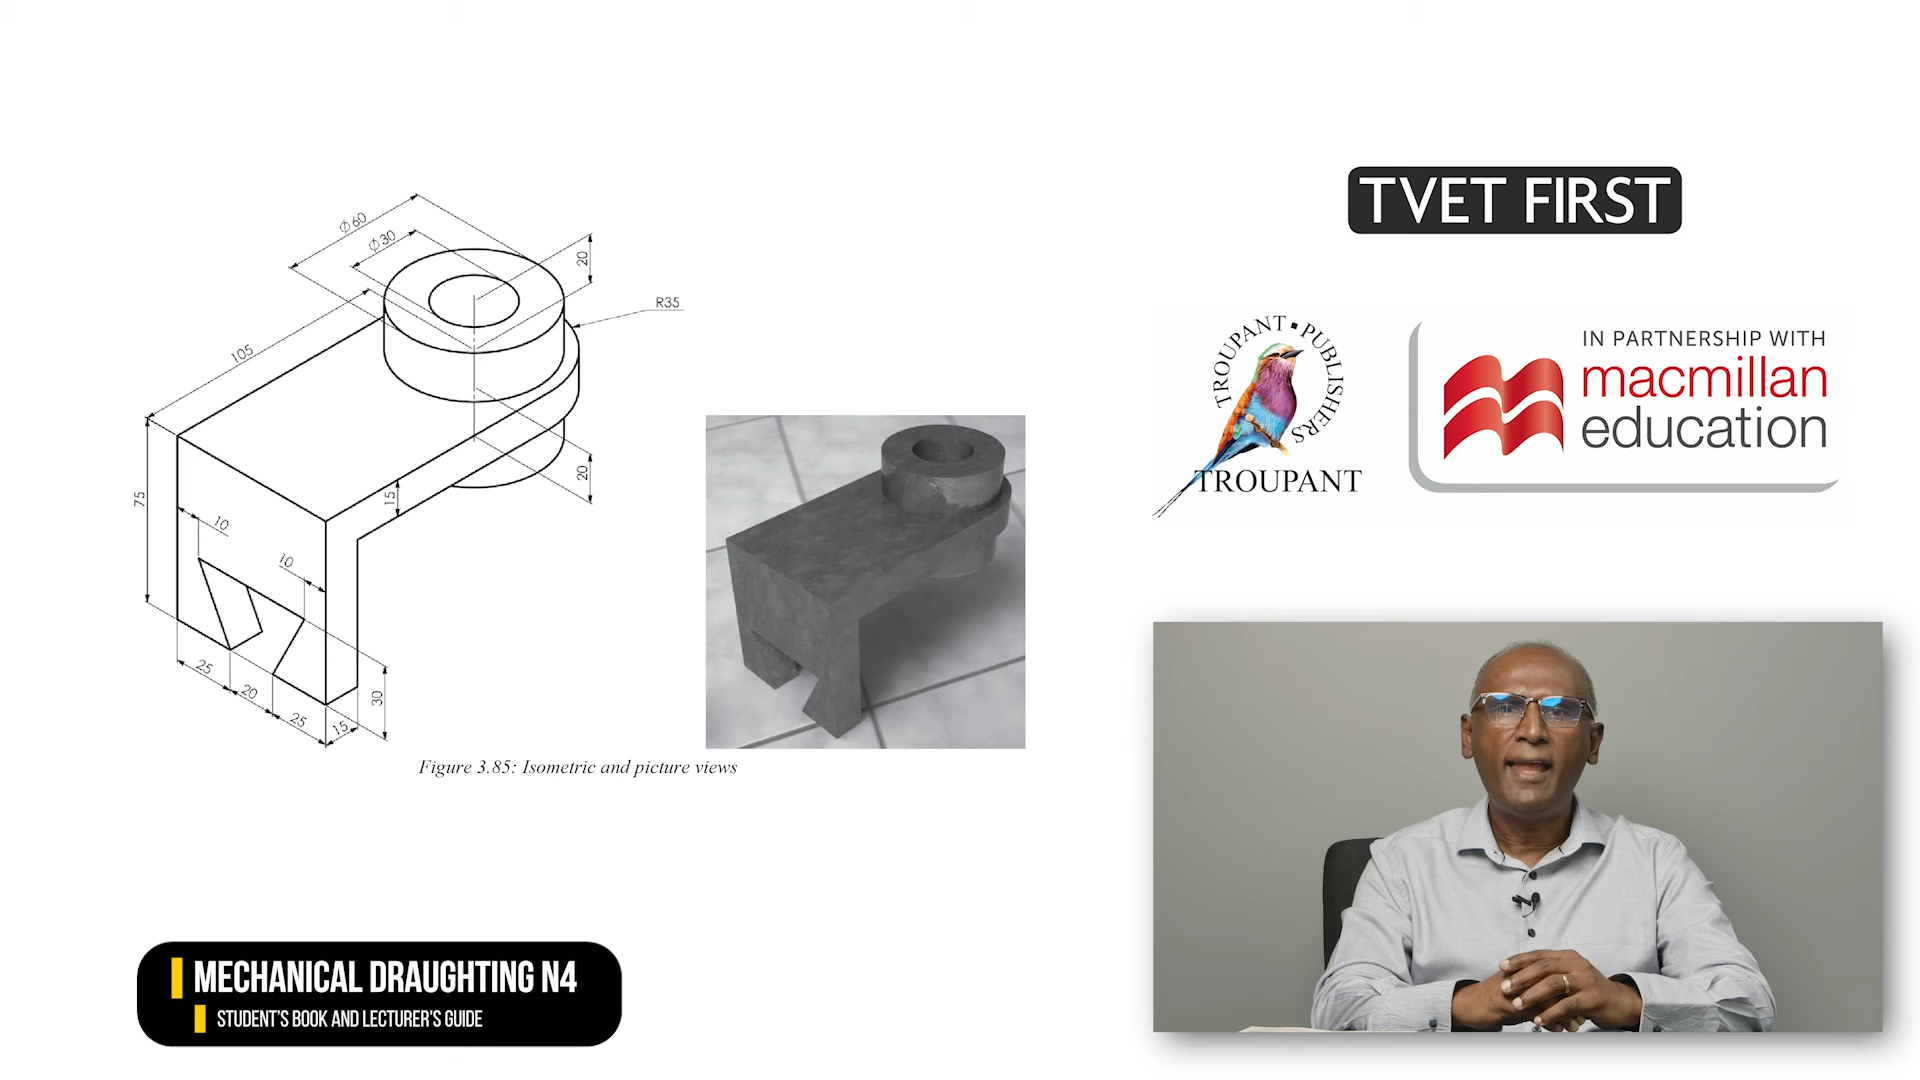 Ø60
Ø30
20
R35
105
75
10
15
20
10
25
20
25
15
30
Figure 3.85: Isometric and picture views
TVET FIRST
TROUPANT ▪ PUBLISHERS
TROUPANT
IN PARTNERSHIP WITH
macmillan
education
MECHANICAL DRAUGHTING N4
STUDENT'S BOOK AND LECTURER'S GUIDE